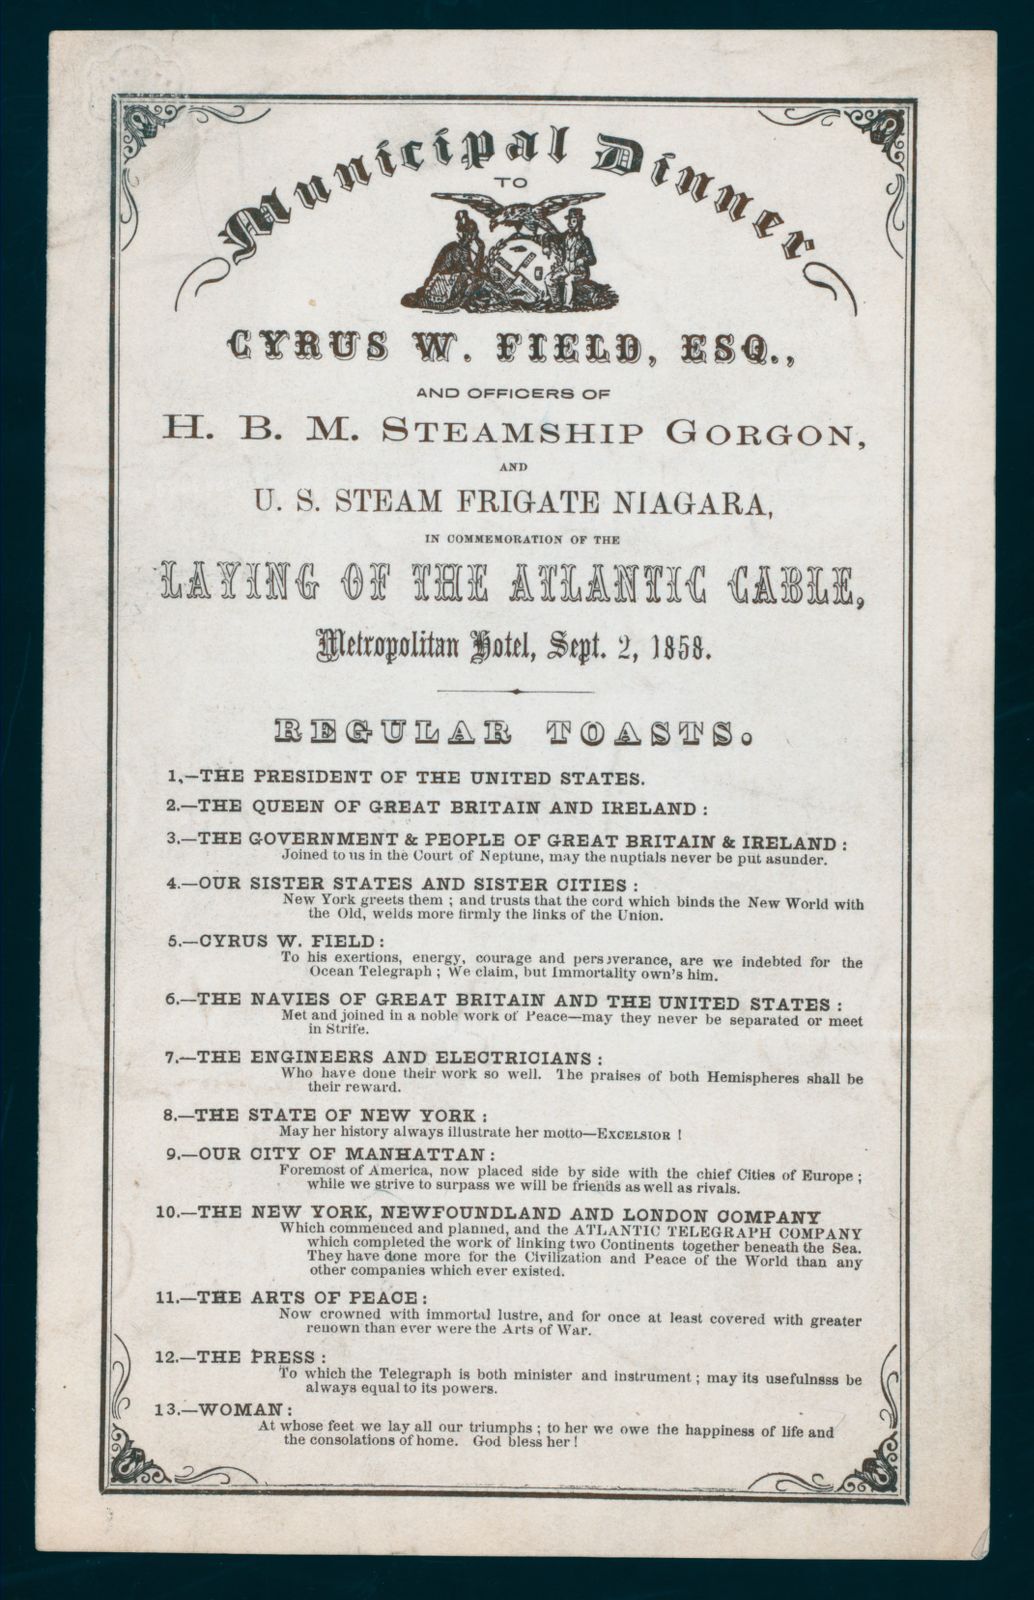 Municipal Dinner
TO
CYRUS W. FIELD, ESQ.,
AND OFFICERS OF
H. B. M. STEAMSHIP GORGON,
AND
U. S. STEAM FRIGATE NIAGARA,
IN COMMEMORATION OF THE
LAYING OF THE ATLANTIC CABLE,
Metropolitan Hotel, Sept. 2, 1858.
REGULAR TOASTS.
1,—THE PRESIDENT OF THE UNITED STATES.
2.—THE QUEEN OF GREAT BRITAIN AND IRELAND :
3.—THE GOVERNMENT & PEOPLE OF GREAT BRITAIN & IRELAND :
Joined to us in the Court of Neptune, may the nuptials never be put asunder.
4.—OUR SISTER STATES AND SISTER CITIES :
New York greets them ; and trusts that the cord which binds the New World with
the Old, welds more firmly the links of the Union.
5.—CYRUS W. FIELD :
To his exertions, energy, courage and perseverance, are we indebted for the
Ocean Telegraph ; We claim, but Immortality own's him.
6.—THE NAVIES OF GREAT BRITAIN AND THE UNITED STATES :
Met and joined in a noble work of Peace—may they never be separated or meet
in Strife.
7.—THE ENGINEERS AND ELECTRICIANS :
Who have done their work so well. The praises of both Hemispheres shall be
their reward.
8.—THE STATE OF NEW YORK :
May her history always illustrate her motto—EXCELSIOR !
9.—OUR CITY OF MANHATTAN :
Foremost of America, now placed side by side with the chief Cities of Europe ;
while we strive to surpass we will be friends as well as rivals.
10.—THE NEW YORK, NEWFOUNDLAND AND LONDON COMPANY
Which commenced and planned, and the ATLANTIC TELEGRAPH COMPANY
which completed the work of linking two Continents together beneath the Sea.
They have done more for the Civilization and Peace of the World than any
other companies which ever existed.
11.—THE ARTS OF PEACE :
Now crowned with immortal lustre, and for once at least covered with greater
renown than ever were the Arts of War.
12.—THE PRESS :
To which the Telegraph is both minister and instrument ; may its usefulnsss be
always equal to its powers.
13.—WOMAN :
At whose feet we lay all our triumphs ; to her we owe the happiness of life and
the consolations of home. God bless her !